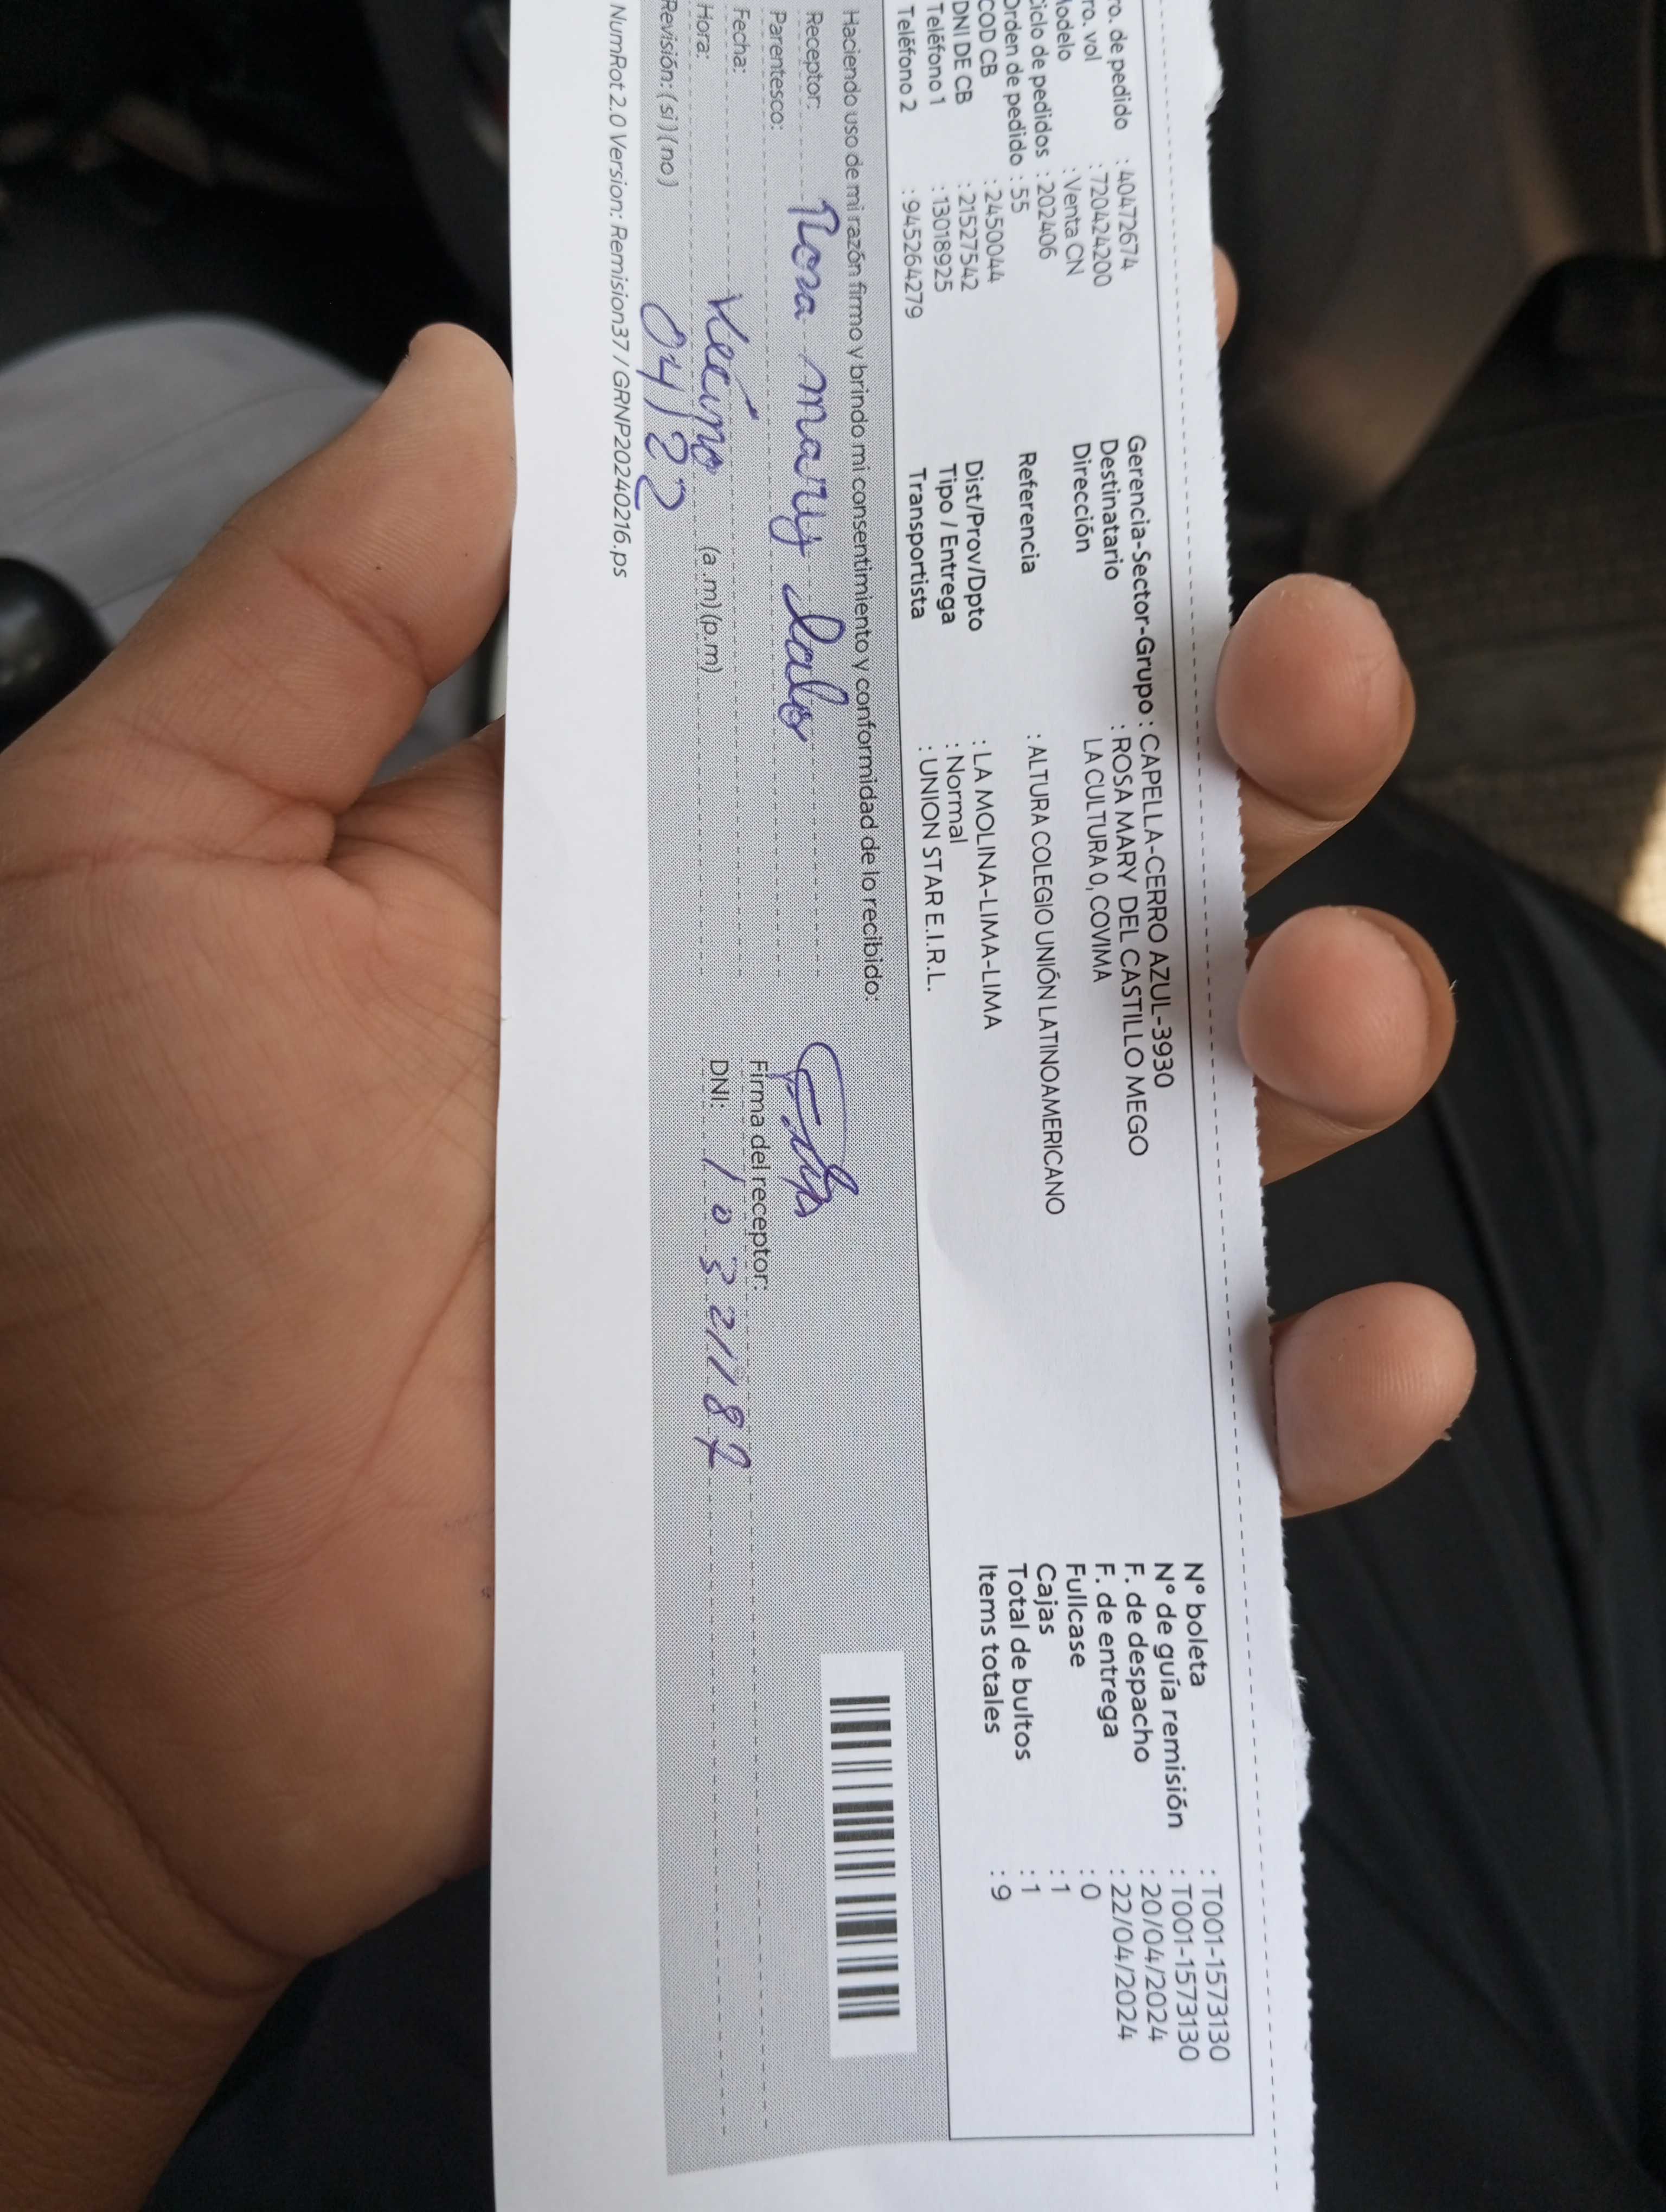 ro. de pedido : 40472674
ro. vol : 720424200
Modelo : Venta CN
iclo de pedidos : 202406
Orden de pedido : 55
COD CB : 2450044
DNI DE CB : 21527542
Teléfono 1 : 13018925
Teléfono 2 : 945264279
Gerencia-Sector-Grupo : CAPELLA-CERRO AZUL-3930
Destinatario : ROSA MARY DEL CASTILLO MEGO
Dirección LA CULTURA 0, COVIMA
Referencia : ALTURA COLEGIO UNIÓN LATINOAMERICANO
Dist/Prov/Dpto : LA MOLINA-LIMA-LIMA
Tipo / Entrega : Normal
Transportista : UNION STAR E.I.R.L.
N° boleta : T001-1573130
N° de guía remisión : T001-1573130
F. de despacho : 20/04/2024
F. de entrega : 22/04/2024
Fullcase : 0
Cajas : 1
Total de bultos : 1
Items totales : 9
Haciendo uso de mi razón firmo y brindo mi consentimiento y conformidad de lo recibido:
Receptor: Rosa mary
Parentesco:
Fecha: Vecino
Hora: (a .m)(p.m)
Revisión: ( si ) ( no ) 04/22
Firma del receptor:
DNI: 10321187
NumRot 2.0 Version: Remision37 / GRNP20240216.ps